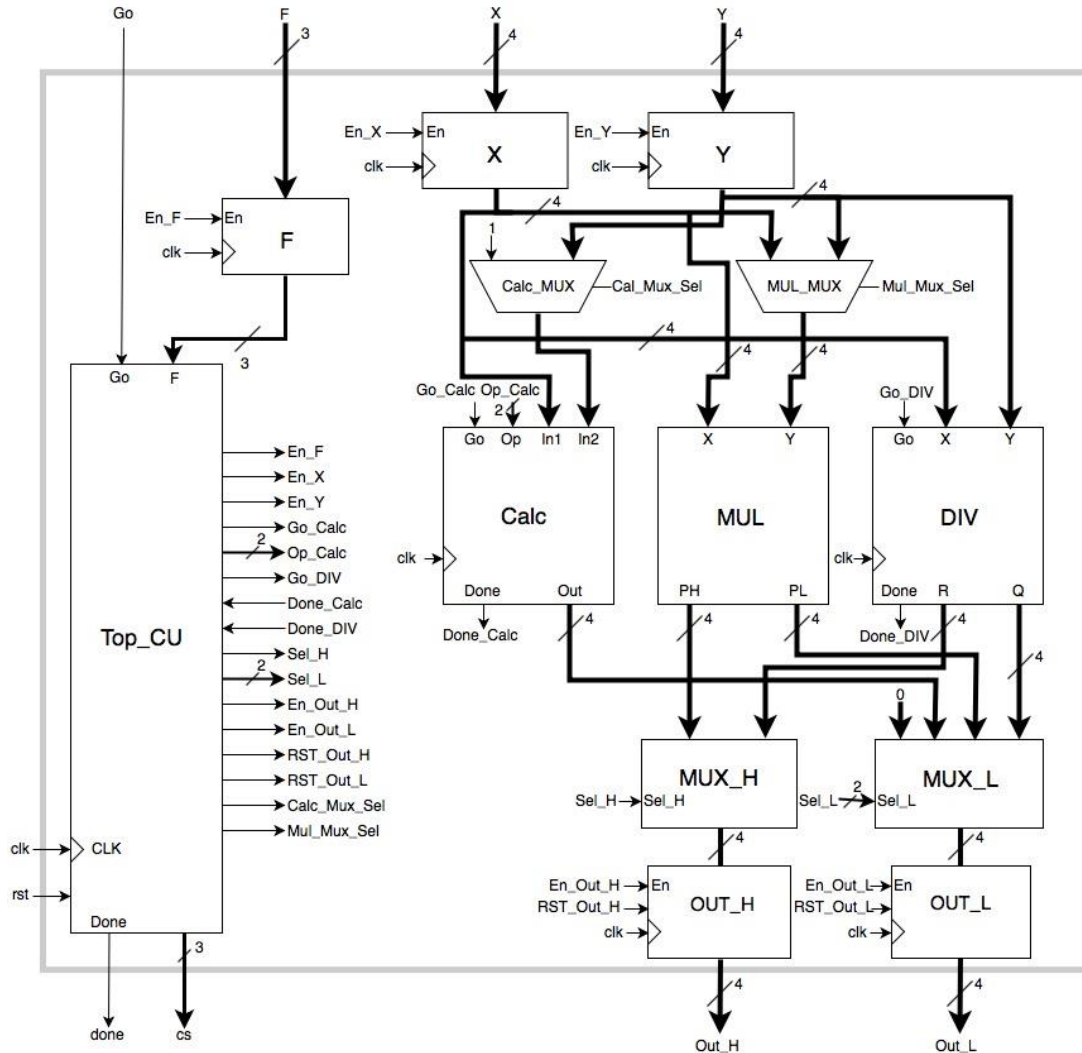 Go
F
X
Y
3
4
4
En_X
En
X
clk
En_Y
En
Y
clk
En_F
En
F
clk
4
4
1
Calc_MUX
Cal_Mux_Sel
MUL_MUX
Mul_Mux_Sel
3
4
4
4
Go
F
Go_Calc
Op_Calc
2
Go_DIV
Go
Op
In1
In2
X
Y
Go
X
Y
Calc
MUL
DIV
clk
clk
Done
Out
PH
PL
Done
R
Q
Done_Calc
Done_DIV
4
4
4
4
4
En_F
En_X
En_Y
Go_Calc
2
Op_Calc
Go_DIV
Done_Calc
Done_DIV
Top_CU
Sel_H
2
Sel_L
En_Out_H
En_Out_L
RST_Out_H
RST_Out_L
Calc_Mux_Sel
Mul_Mux_Sel
clk
CLK
rst
Done
3
done
cs
0
MUX_H
Sel_H
Sel_H
MUX_L
Sel_L
2
Sel_L
4
4
En_Out_H
En
RST_Out_H
OUT_H
clk
En_Out_L
En
RST_Out_L
OUT_L
clk
4
4
Out_H
Out_L